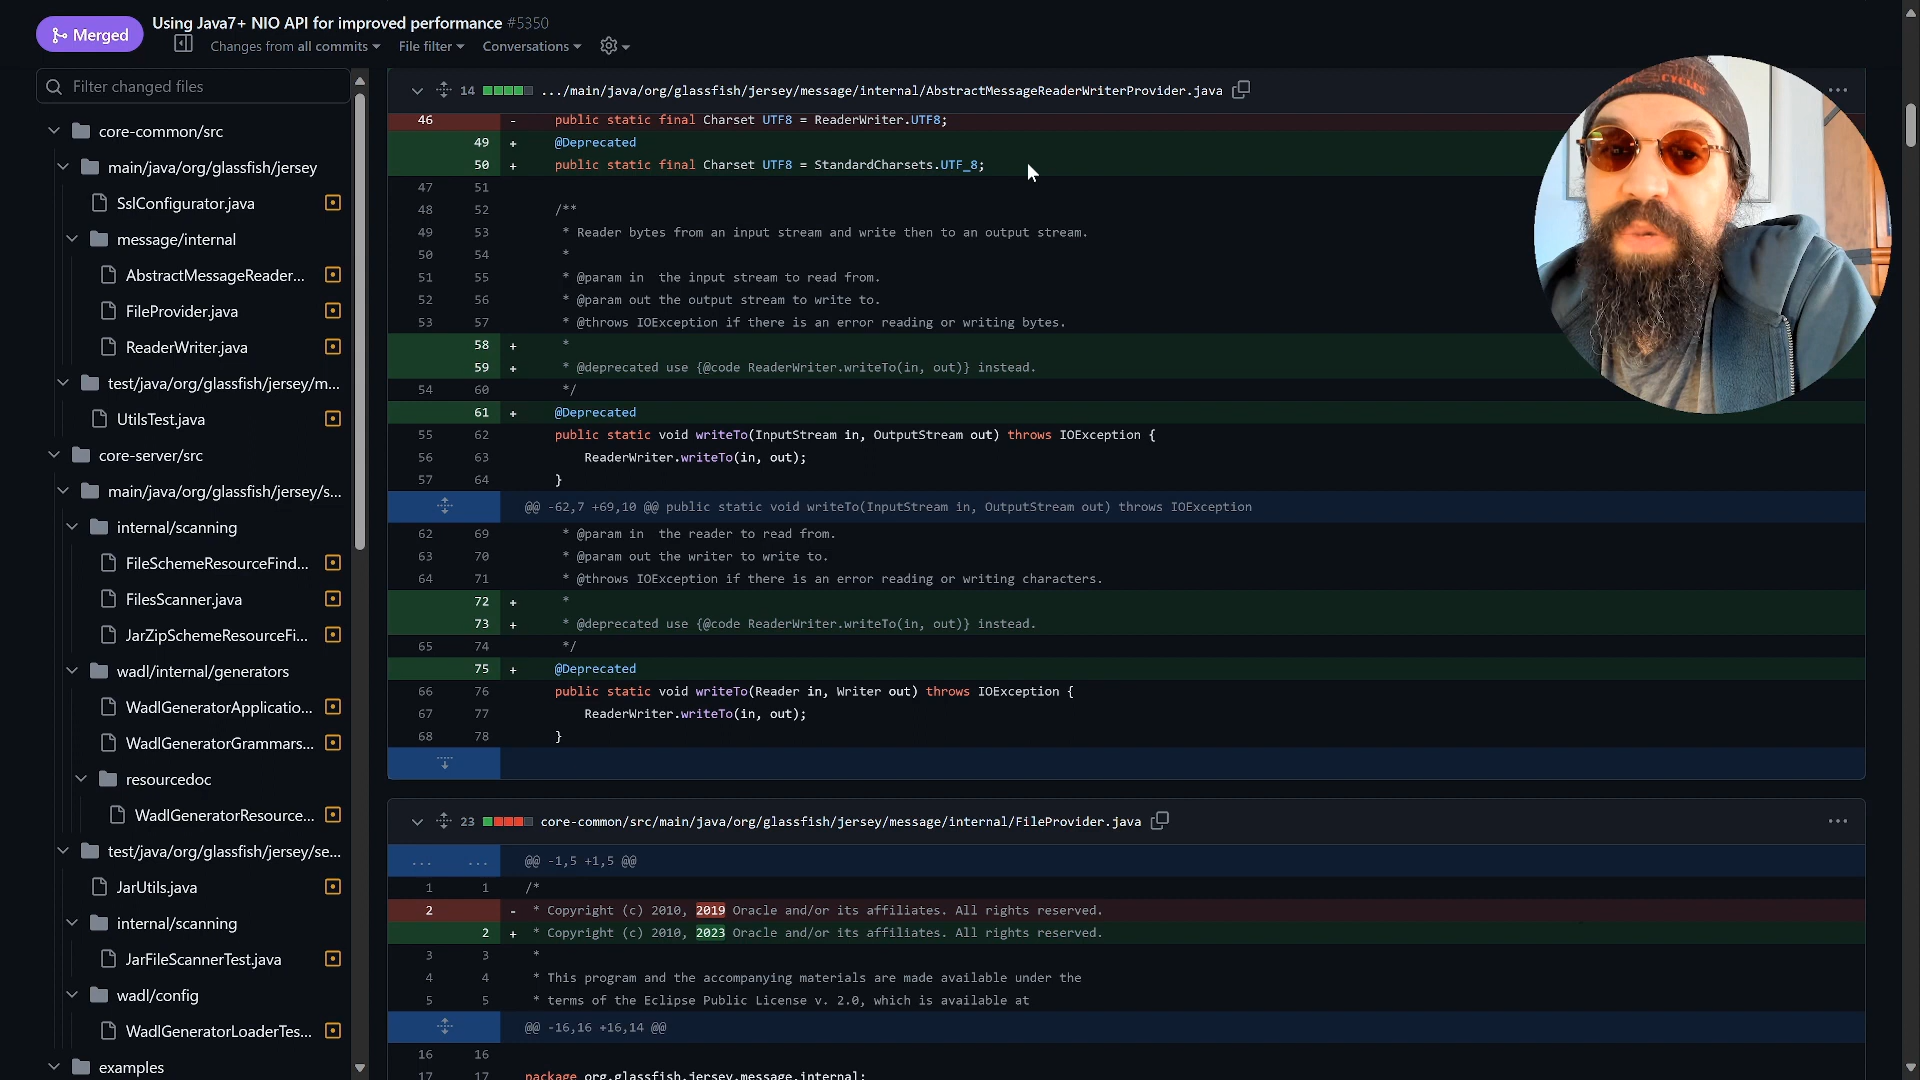 Merged
Using Java7+ NIO API for improved performance #5350
Changes from all commits
File filter
Conversations
Filter changed files
core-common/src
main/java/org/glassfish/jersey
SslConfigurator.java
message/internal
AbstractMessageReader...
FileProvider.java
ReaderWriter.java
test/java/org/glassfish/jersey/m...
UtilsTest.java
core-server/src
main/java/org/glassfish/jersey/s...
internal/scanning
FileSchemeResourceFind...
FilesScanner.java
JarZipSchemeResourceFi...
wadl/internal/generators
WadlGeneratorApplicatio...
WadlGeneratorGrammars...
resourcedoc
WadlGeneratorResource...
test/java/org/glassfish/jersey/se...
JarUtils.java
internal/scanning
JarFileScannerTest.java
wadl/config
WadlGeneratorLoaderTes...
examples
14 .../main/java/org/glassfish/jersey/message/internal/AbstractMessageReaderWriterProvider.java
46 - public static final Charset UTF8 = ReaderWriter.UTF8;
49 + @Deprecated
50 + public static final Charset UTF8 = StandardCharsets.UTF_8;
47 51
48 52 /**
49 53 * Reader bytes from an input stream and write then to an output stream.
50 54 *
51 55 * @param in  the input stream to read from.
52 56 * @param out the output stream to write to.
53 57 * @throws IOException if there is an error reading or writing bytes.
58 + *
59 + * @deprecated use {@code ReaderWriter.writeTo(in, out)} instead.
54 60 */
61 + @Deprecated
55 62 public static void writeTo(InputStream in, OutputStream out) throws IOException {
56 63 ReaderWriter.writeTo(in, out);
57 64 }
@@ -62,7 +69,10 @@ public static void writeTo(InputStream in, OutputStream out) throws IOException
62 69 * @param in  the reader to read from.
63 70 * @param out the writer to write to.
64 71 * @throws IOException if there is an error reading or writing characters.
72 + *
73 + * @deprecated use {@code ReaderWriter.writeTo(in, out)} instead.
65 74 */
75 + @Deprecated
66 76 public static void writeTo(Reader in, Writer out) throws IOException {
67 77 ReaderWriter.writeTo(in, out);
68 78 }
23 core-common/src/main/java/org/glassfish/jersey/message/internal/FileProvider.java
... ... @@ -1,5 +1,5 @@
1 1 /*
2 - * Copyright (c) 2010, 2019 Oracle and/or its affiliates. All rights reserved.
2 + * Copyright (c) 2010, 2023 Oracle and/or its affiliates. All rights reserved.
3 3 *
4 4 * This program and the accompanying materials are made available under the
5 5 * terms of the Eclipse Public License v. 2.0, which is available at
@@ -16,16 +16,14 @@
16 16
17 17 package org.glassfish.jersey.message.internal;